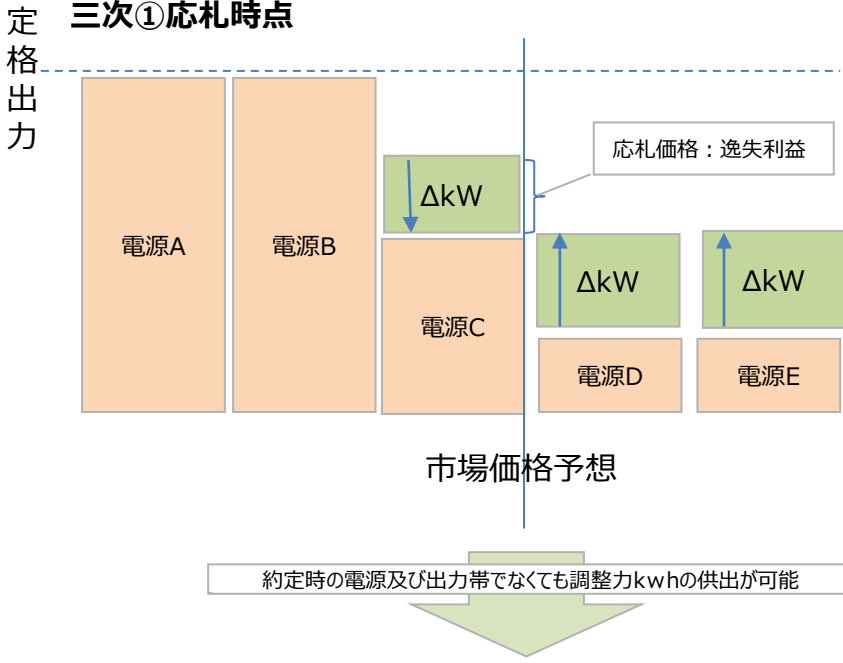 三次①応札時点
定格出力
応札価格：逸失利益
ΔkW
電源A
電源B
電源C
ΔkW
ΔkW
電源D
電源E
市場価格予想
約定時の電源及び出力帯でなくても調整力kwhの供出が可能